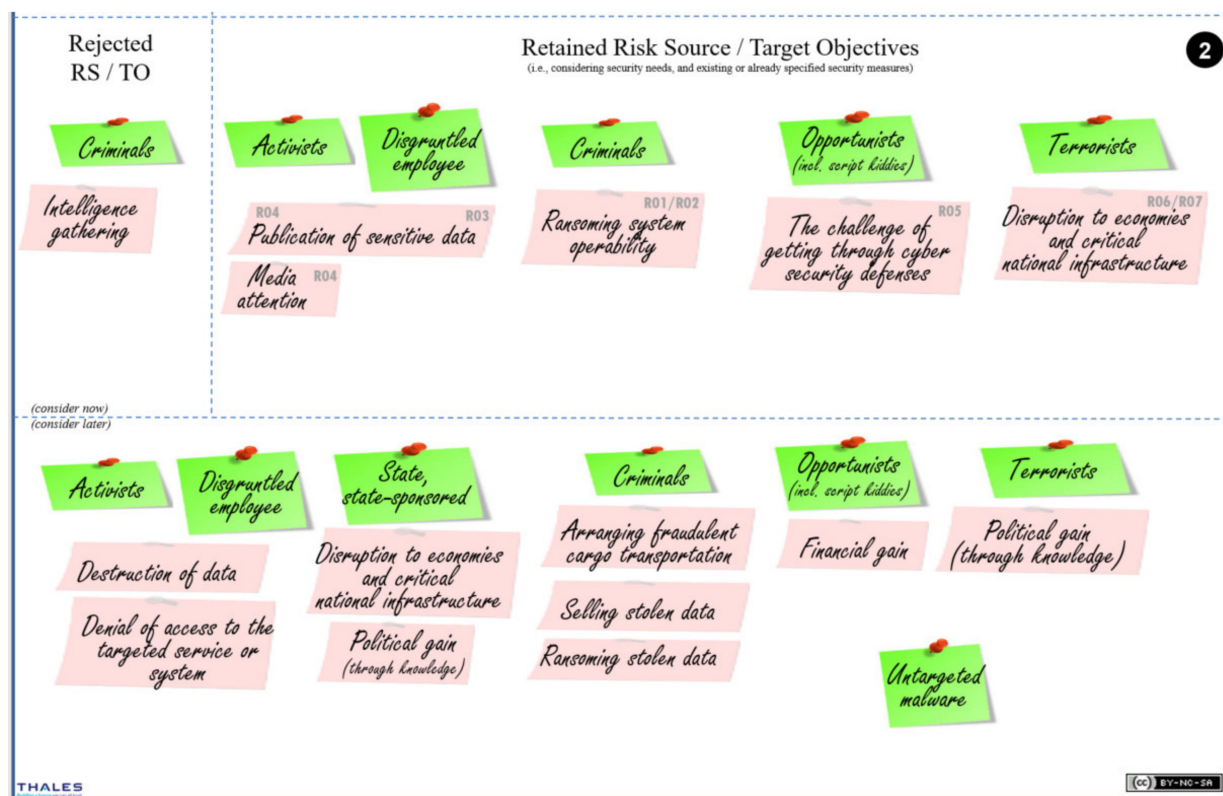 Rejected
RS / TO
Retained Risk Source / Target Objectives
(i.e., considering security needs, and existing or already specified security measures)
2
Criminals
Intelligence
gathering
Activists
Disgruntled
employee
R04
R03
Publication of sensitive data
Media
R04
attention
Criminals
R01/R02
Ransoming system
operability
Opportunists
(incl. script kiddies)
R05
The challenge of
getting through cyber
security defenses
Terrorists
R06/R07
Disruption to economies
and critical
national infrastructure
(consider now)
(consider later)
Activists
Disgruntled
employee
Destruction of data
Denial of access to the
targeted service or
system
State,
state-sponsored
Disruption to economies
and critical
national infrastructure
Political gain
(through knowledge)
Criminals
Arranging fraudulent
cargo transportation
Selling stolen data
Ransoming stolen data
Opportunists
(incl. script kiddies)
Financial gain
Terrorists
Political gain
(through knowledge)
Untargeted
malware
THALES
(cc) BY-NC-SA